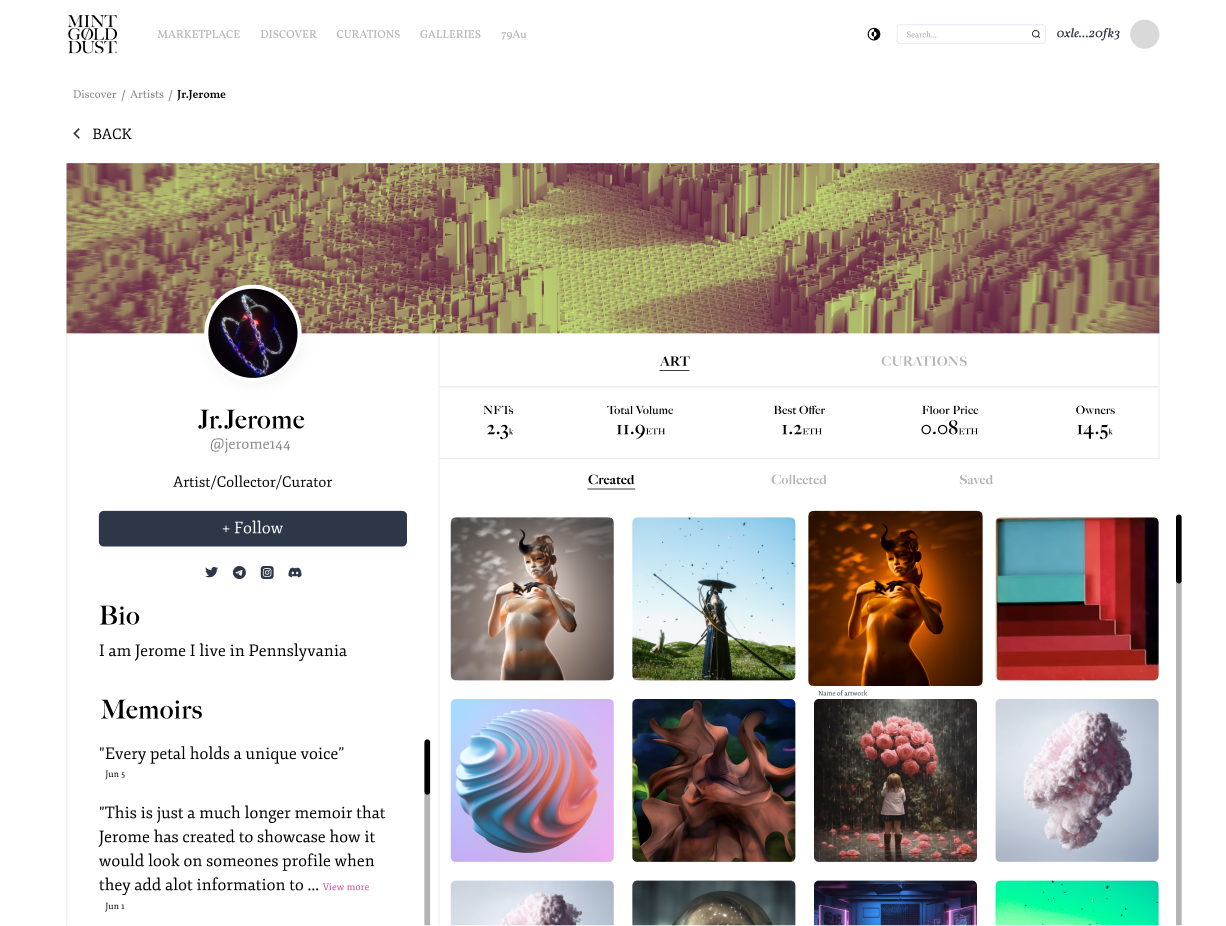 MINT
GOLD
DUST.
MARKETPLACE DISCOVER CURATIONS GALLERIES 79Au
Search...
0xle...20fk3
Discover / Artists / Jr.Jerome
BACK
Jr.Jerome
@jerome144
Artist/Collector/Curator
+ Follow
Bio
I am Jerome I live in Pennslyvania
Memoirs
"Every petal holds a unique voice”
Jun 5
"This is just a much longer memoir that
Jerome has created to showcase how it
would look on someones profile when
they add alot information to ... View more
Jun 1
ART CURATIONS
NFTs Total Volume Best Offer Floor Price Owners
2.3k 11.9ETH 1.2ETH 0.08ETH 14.5k
Created Collected Saved
Name of artwork